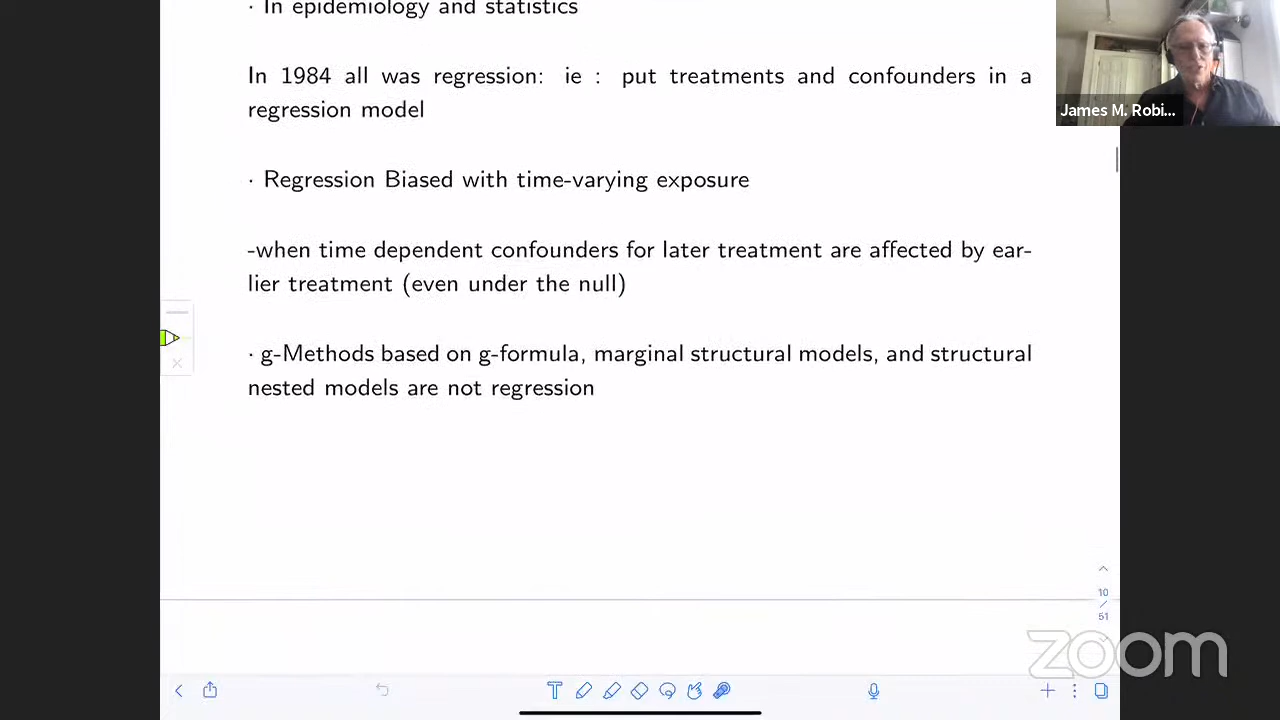 · In epidemiology and statistics
In 1984 all was regression: ie : put treatments and confounders in a
regression model
· Regression Biased with time-varying exposure
-when time dependent confounders for later treatment are affected by ear-
lier treatment (even under the null)
· g-Methods based on g-formula, marginal structural models, and structural
nested models are not regression
James M. Robi...
10
/
51
zoom
T